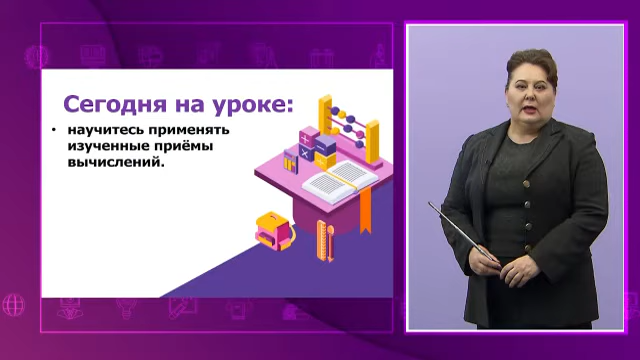 Сегодня на уроке:
• научитесь применять
изученные приёмы
вычислений.